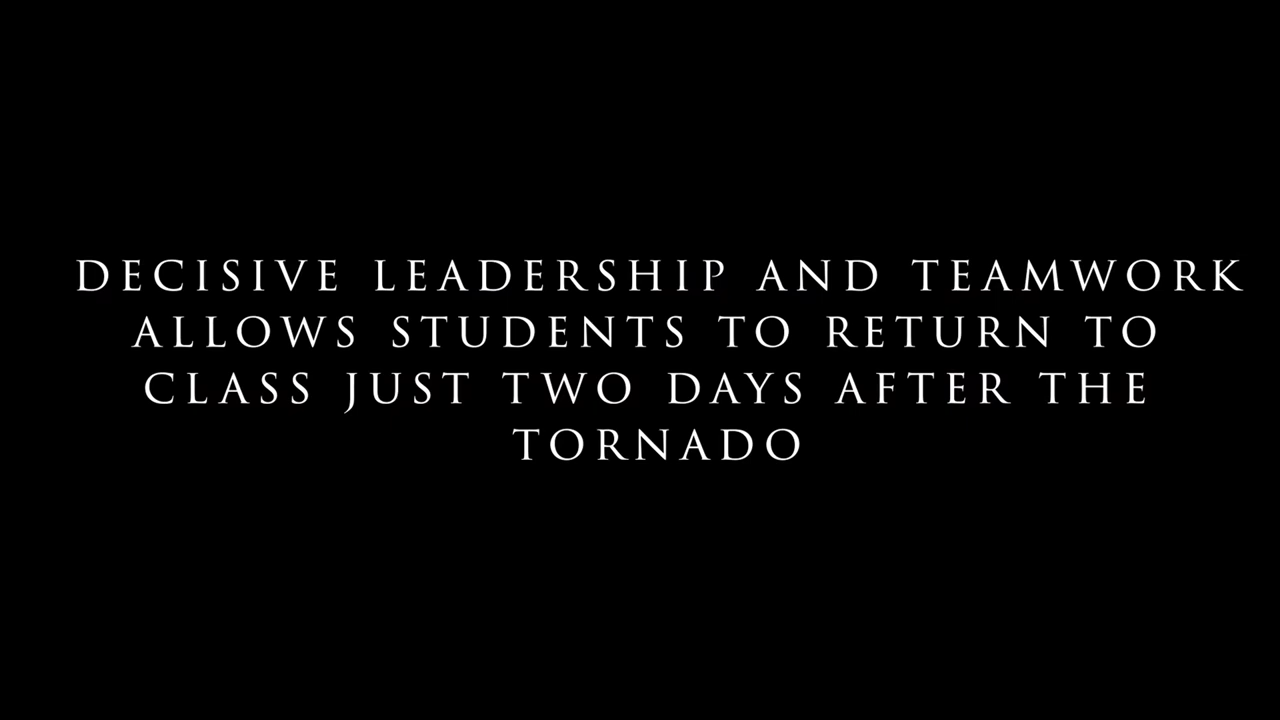 DECISIVE LEADERSHIP AND TEAMWORK
ALLOWS STUDENTS TO RETURN TO
CLASS JUST TWO DAYS AFTER THE
TORNADO